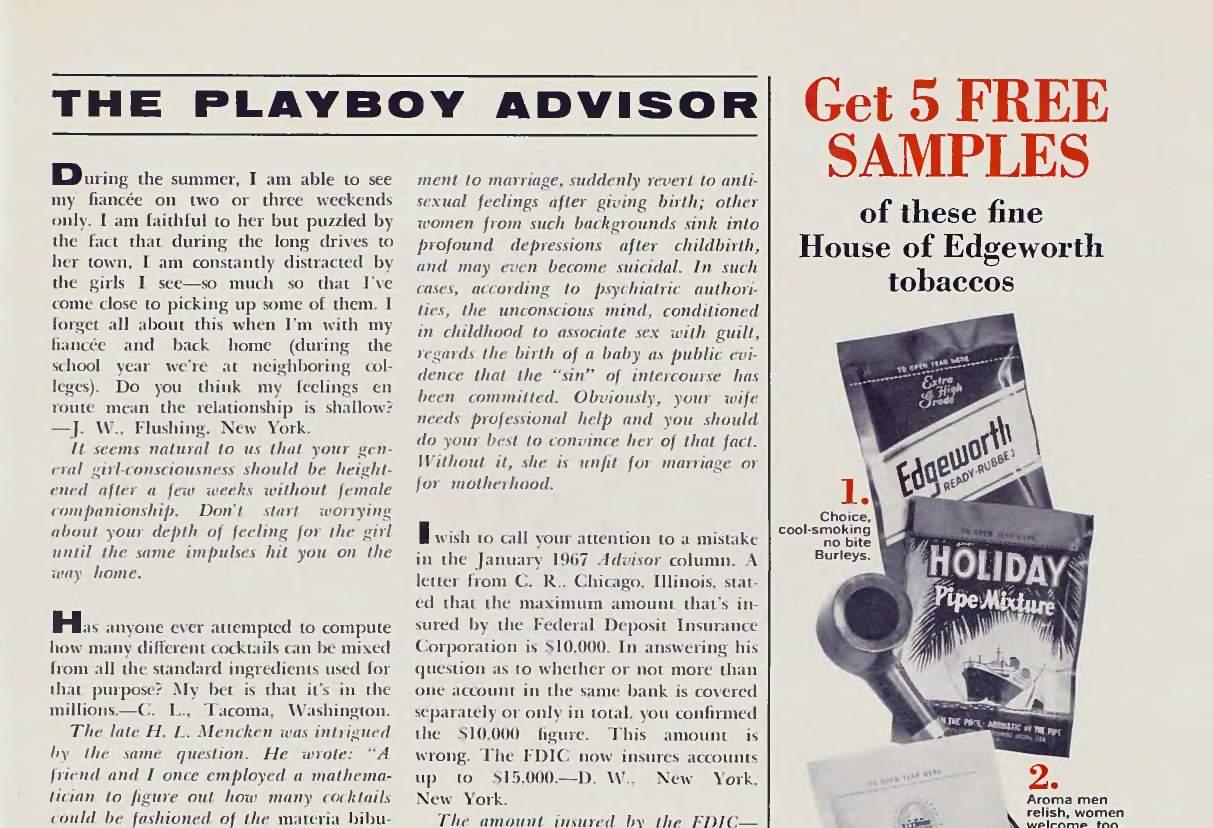 THE PLAYBOY ADVISOR
During the summer, I am able to see
my fiancée on two or three weekends
only. I am faithful to her but puzzled by
the fact that during the long drives to
her town, I am constantly distracted by
the girls I see—so much so that I've
come close to picking up some of them. I
forget all about this when I'm with my
fiancée and back home (during the
school year we're at neighboring col-
leges). Do you think my feelings en
route mean the relationship is shallow?
—J. W., Flushing, New York.
It seems natural to us that your gen-
eral girl-consciousness should be height-
ened after a few weeks without female
companionship. Don't start worrying
about your depth of feeling for the girl
until the same impulses hit you on the
way home.
Has anyone ever attempted to compute
how many different cocktails can be mixed
from all the standard ingredients used for
that purpose? My bet is that it's in the
millions.—C. L., Tacoma, Washington.
The late H. L. Mencken was intrigued
by the same question. He wrote: "A
friend and I once employed a mathema-
tician to figure out how many cocktails
could be fashioned of the materia bibu-
ment to marriage, suddenly revert to anti-
sexual feelings after giving birth; other
women from such backgrounds sink into
profound depressions after childbirth,
and may even become suicidal. In such
cases, according to psychiatric authori-
ties, the unconscious mind, conditioned
in childhood to associate sex with guilt,
regards the birth of a baby as public evi-
dence that the "sin" of intercourse has
been committed. Obviously, your wife
needs professional help and you should
do your best to convince her of that fact.
Without it, she is unfit for marriage or
for motherhood.
I wish to call your attention to a mistake
in the January 1967 Advisor column. A
letter from C. R., Chicago, Illinois, stat-
ed that the maximum amount that's in-
sured by the Federal Deposit Insurance
Corporation is $10,000. In answering his
question as to whether or not more than
one account in the same bank is covered
separately or only in total, you confirmed
the $10,000 figure. This amount is
wrong. The FDIC now insures accounts
up to $15,000.—D. W., New York,
New York.
The amount insured by the FDIC—
Get 5 FREE
SAMPLES
of these fine
House of Edgeworth
tobaccos
TO OPEN TEAR HERE
Extra
High
Grade
Edgeworth
READY-RUBBED
1.
Choice,
cool-smoking
no bite
Burleys.
TO OPEN TEAR HERE
HOLIDAY
Pipe Mixture
IN THE PACK · AROMATIC IN THE PIPE
TO OPEN TEAR HERE
2.
Aroma men
relish, women
welcome, too